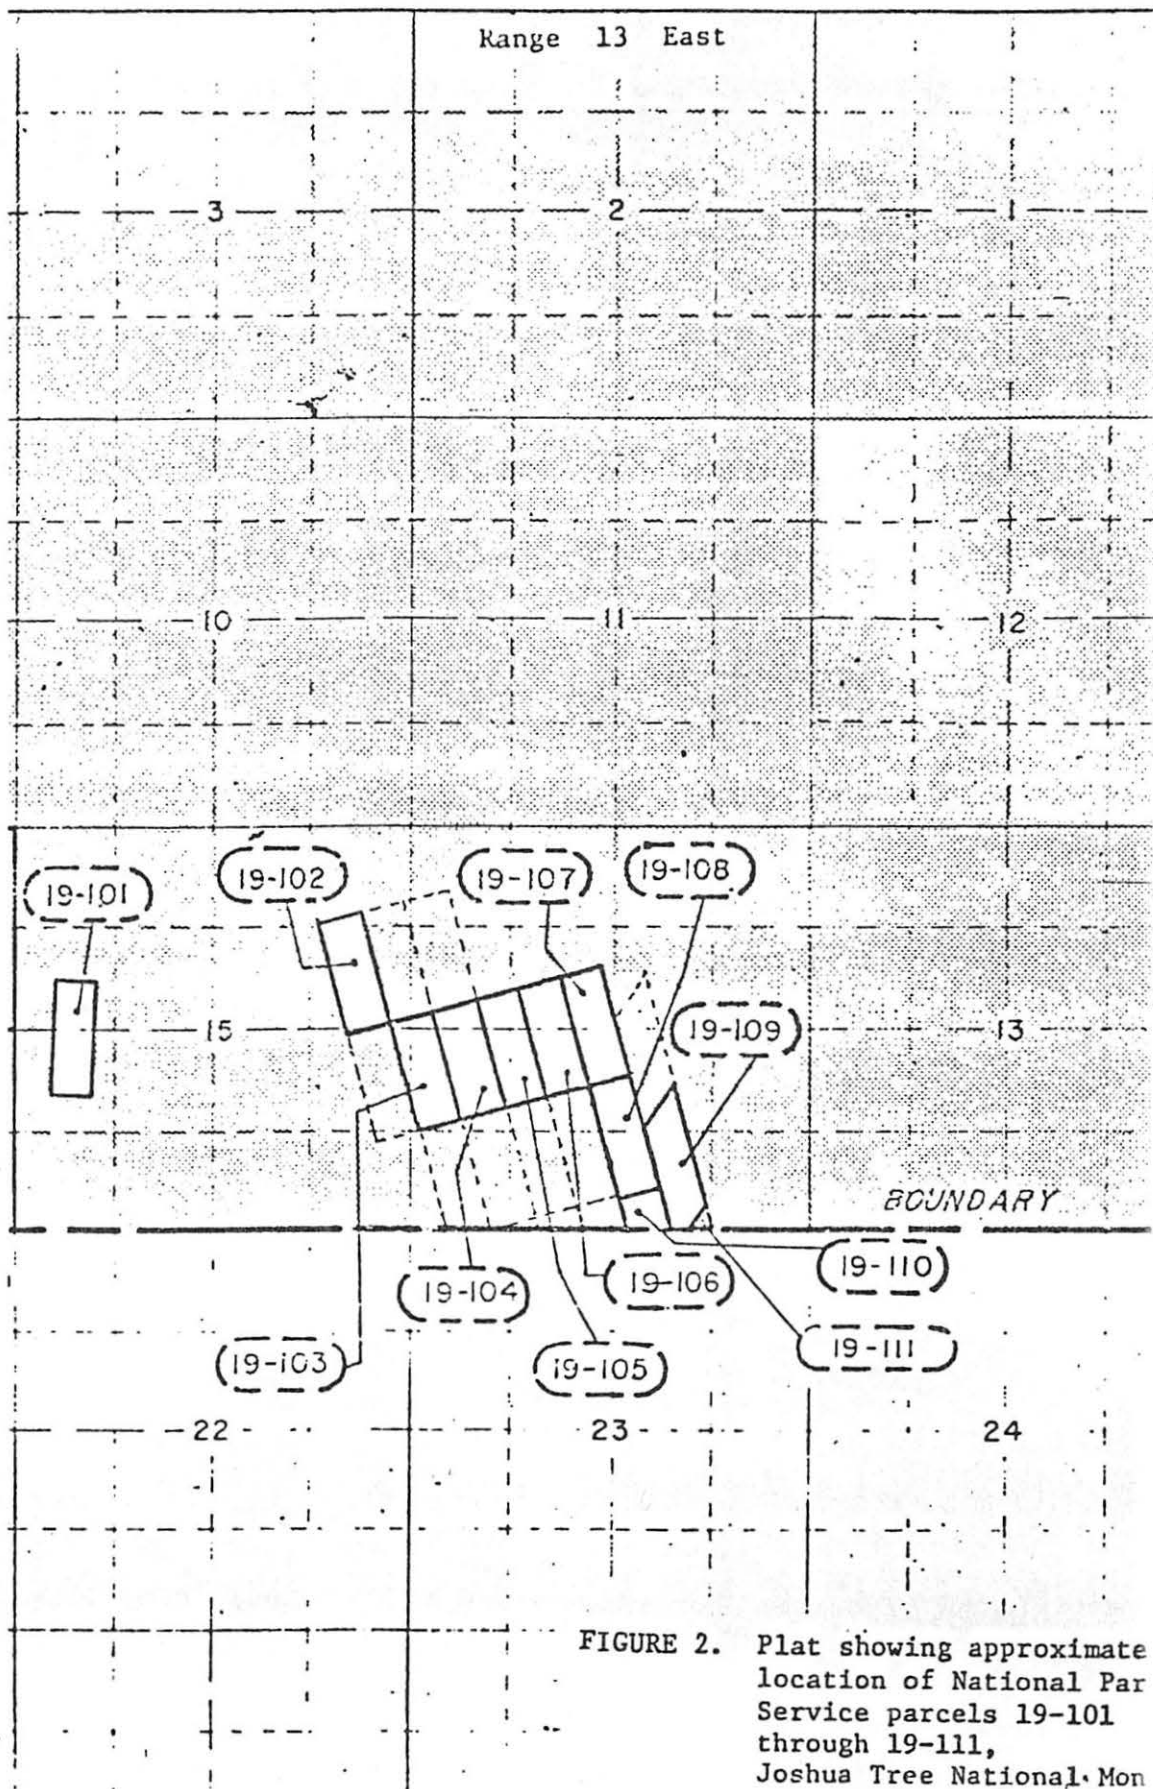 Range 13 East
3 2 1
10 11 12
19-101 19-102 19-107 19-108
15 13
19-109
BOUNDARY
19-110
19-104 19-106
19-111
19-103 19-105
22 23 24
FIGURE 2. Plat showing approximate
location of National Par
Service parcels 19-101
through 19-111,
Joshua Tree National Mon